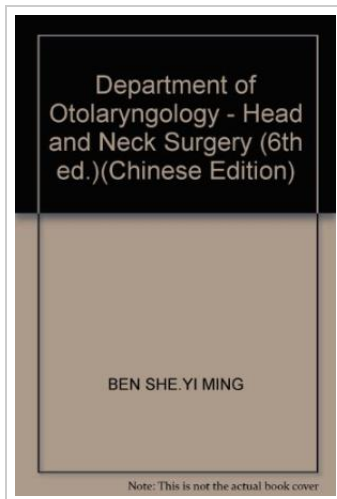 Department of
Otolaryngology - Head
and Neck Surgery (6th
ed.)(Chinese Edition)
BEN SHE.YI MING
Note: This is not the actual book cover